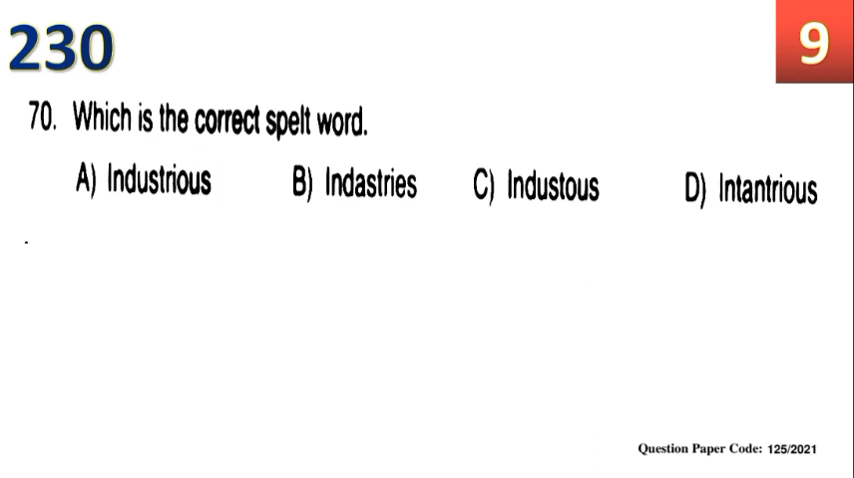 230
9
70. Which is the correct spelt word.
A) Industrious B) Indastries C) Industous D) Intantrious
Question Paper Code: 125/2021